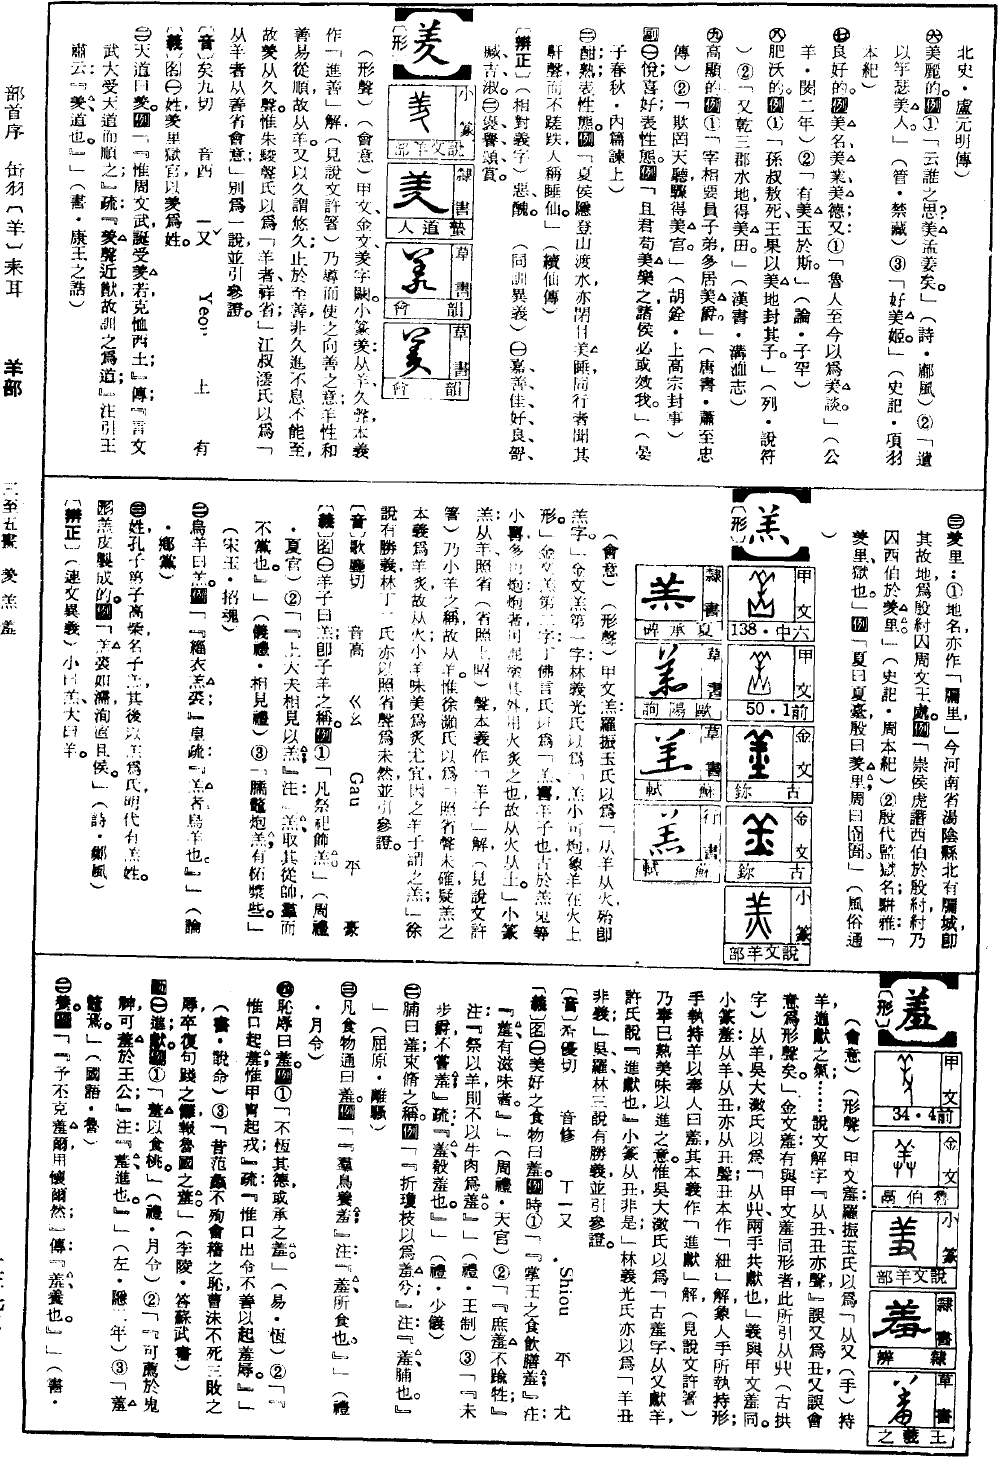 北史·盧元明傳）
㊅美麗的。例①「云誰之思？美孟姜矣。」（詩·鄘風）②「遺
以竽瑟美人。」（管·禁藏）③「好美姬。」（史記·項羽
本紀）
㊆良好的。例美名、美業、美德；又①「魯人至今以爲美談。」（公
羊·閔二年）②「有美玉於斯。」（論·子罕）
㊇肥沃的。例①「孫叔敖死，王果以美地封其子。」（列·說符
）②「又乾三郡水地，得美田。」（漢書·溝洫志）
㊈高顯的。例①「宰相要員子弟，多居美爵。」（唐書·蕭至忠
傳）②「欺罔天聽，驟得美官。」（胡銓·上高宗封事）
副㊀悅喜好表性態。例「且君苟美樂之，諸侯必或效我。」（晏
子春秋·內篇諫上）
㊁酣熟表性態。例「夏侯隱登山渡水，亦閉目美睡，同行者聞其
鼾聲，而不蹉跌，人稱睡仙。」（續仙傳）
〔辨正〕（相對義字）惡、醜。（同訓異義）㊀嘉、善、佳、好、良、舒、
臧、吉、淑。㊁褒、譽、頌、賞。
羑
〔形〕
小篆 說文羊部
隸書 蟄道人
草書 韻會
草書 韻會
（形聲）（會意）甲文、金文羑字闕。小篆羑：从羊久聲，本義
作「進善」解（見說文許箸）乃導而使之向善之意，羊性和
善易從順，故从羊。又以久謂悠久，止於至善，非久進不息不能至，
故羑从久聲。惟朱駿聲氏以爲：「羊者祥省」江叔澐氏以爲：「
从羊者，从善省會意；」別爲一說，並引參證。
〔音〕矣九切 音酉 ㄧㄡˇ Yeou 上 有
〔義〕名㊀姓，羑里獄官以羑爲姓。
㊁天道曰羑。例「『惟周文武，誕受羑若，克恤西土；』傳：『言文
武大受天道而順之；』疏：『羑聲近猷，故訓之爲道；』注引王
肅云：『羑，道也。』」（書·康王之誥）
㊂羑里：①地名，亦作「牖里，」今河南省湯陰縣北有牖城，即
其故地，爲殷紂囚周文王處。例「崇侯虎譖西伯於殷紂，紂乃
囚西伯於羑里。」（史記·周本紀）②殷代監獄名，駢雅：「
羑里，獄也。」例「夏曰夏臺，殷曰羑里，周曰囹圄。」（風俗通
）
羔
〔形〕
甲文 138·中六
甲文 50·1前
金文 古鉨
金文 古鉨
小篆 說文羊部
隸書 夏承碑
草書 歐陽詢
草書 蘇軾
行書 蘇軾
（會意）（形聲）甲文羔：羅振玉氏以爲「从羊从火，殆即
羔字。」金文羔：第一字林義光氏以爲：「羔小可炮，象羊在火上
形。」金文羔第二字：丁佛言氏以爲：「羔，羊子也，古於羔兔等
小篆
羔从羊，照省（省照上昭）聲，本義作「羊子」解（見說文許
箸）乃小羊之稱，故从羊。惟徐灝氏以爲「照省聲未確，疑羔之
本義爲羊炙，故从火；小羊味美，爲炙尤宜，因之羊子謂之羔；」徐
說有勝義，林丁二氏亦以照省聲爲未然，並引參證。
〔音〕歌鏖切 音高 ㄍㄠ Gau 平 豪
〔義〕名㊀羊子曰羔，即子羊之稱。例①「凡祭祀，飾羔。」（周禮
·夏官）②「『上大夫相見以羔；』注：『羔，取其從帥，羣而
不黨也。』」（儀禮·相見禮）③「胹鼈炮羔，有柘漿些。」
（宋玉·招魂）
㊁烏羊曰羔。例「『緇衣羔裘，』皇疏：『羔者，烏羊也。』」（論
·鄉黨）
㊂姓，孔子弟子高柴，名子羔，其後以羔爲氏，明代有羔姓。
形羔皮製成的。例「羔裘如濡，洵直且侯。」（詩·鄭風）
〔辨正〕（連文異義）小曰羔，大曰羊。
羞
〔形〕
甲文 34·4前
金文 魯伯鬲
小篆 說文羊部
隸書 隸辨
草書 王羲之
（會意）（形聲）甲文羞：羅振玉氏以爲「从又（手）持
羊，進獻之象……說文解字：『从丑，丑亦聲，』誤又爲丑，又誤會
意爲形聲矣。」金文羞：有與甲文羞同形者，此所引从廾（古拱
字）从羊，吳大澂氏以爲：「从廾兩手共獻也」義與甲文羞同。
小篆羞：从羊，从丑，丑亦聲；丑本作「紐」解，象人手所執持形；
手執持羊以奉人曰羞，其本義作「進獻」解（見說文許箸）
乃奉已熟美味以進之意，惟吳大澂氏以爲：「古羞字从又獻羊，
許氏說：『進獻也』小篆从丑，非是；」林義光氏亦以爲：「羊丑
非義；」吳羅林三說有勝義，並引參證。
〔音〕息優切 音修 ㄒㄧㄡ Shiou 平 尤
〔義〕名㊀美好之食物曰羞。例①「『掌王之食飲膳羞；』注：
『羞，有滋味者。』」（周禮·天官）②「『庶羞不踰牲；』
注：『祭以羊，則不以牛肉爲羞。』」（禮·王制）③「『未
步爵，不嘗羞。』疏：『羞，殽羞也。』」（禮·少儀）
㊁脯曰羞，束脩之稱。例「『折瓊枝以爲羞兮，』注：『羞，脯也。』
」（屈原·離騷）
㊂凡食物通曰羞。例「『羣鳥養羞；』注：『羞，所食也。』」（禮
·月令）
恥辱曰羞。例①「不恆其德，或承之羞。」（易·恆）②「『
惟口起羞，惟甲冑起戎；』疏：『惟口出令不善，以起羞辱。』」
（書·說命）③「昔范蠡不殉會稽之恥，曹沫不死三敗之
辱，卒復句踐之讎，報魯國之羞。」（李陵·答蘇武書）
動㊀進獻。例①「羞以含桃。」（禮·月令）②「『可薦於鬼
神，可羞於王公；』注：『羞，進也。』」（左·隱三年）③「羞
鼈焉。」（國語·魯）
㊁養。例「『予丕克羞爾，用懷爾然；』傳：『羞，養也。』」（書·
部首序 缶羽〔羊〕耒耳 羊部 三至五畫 羑羔羞